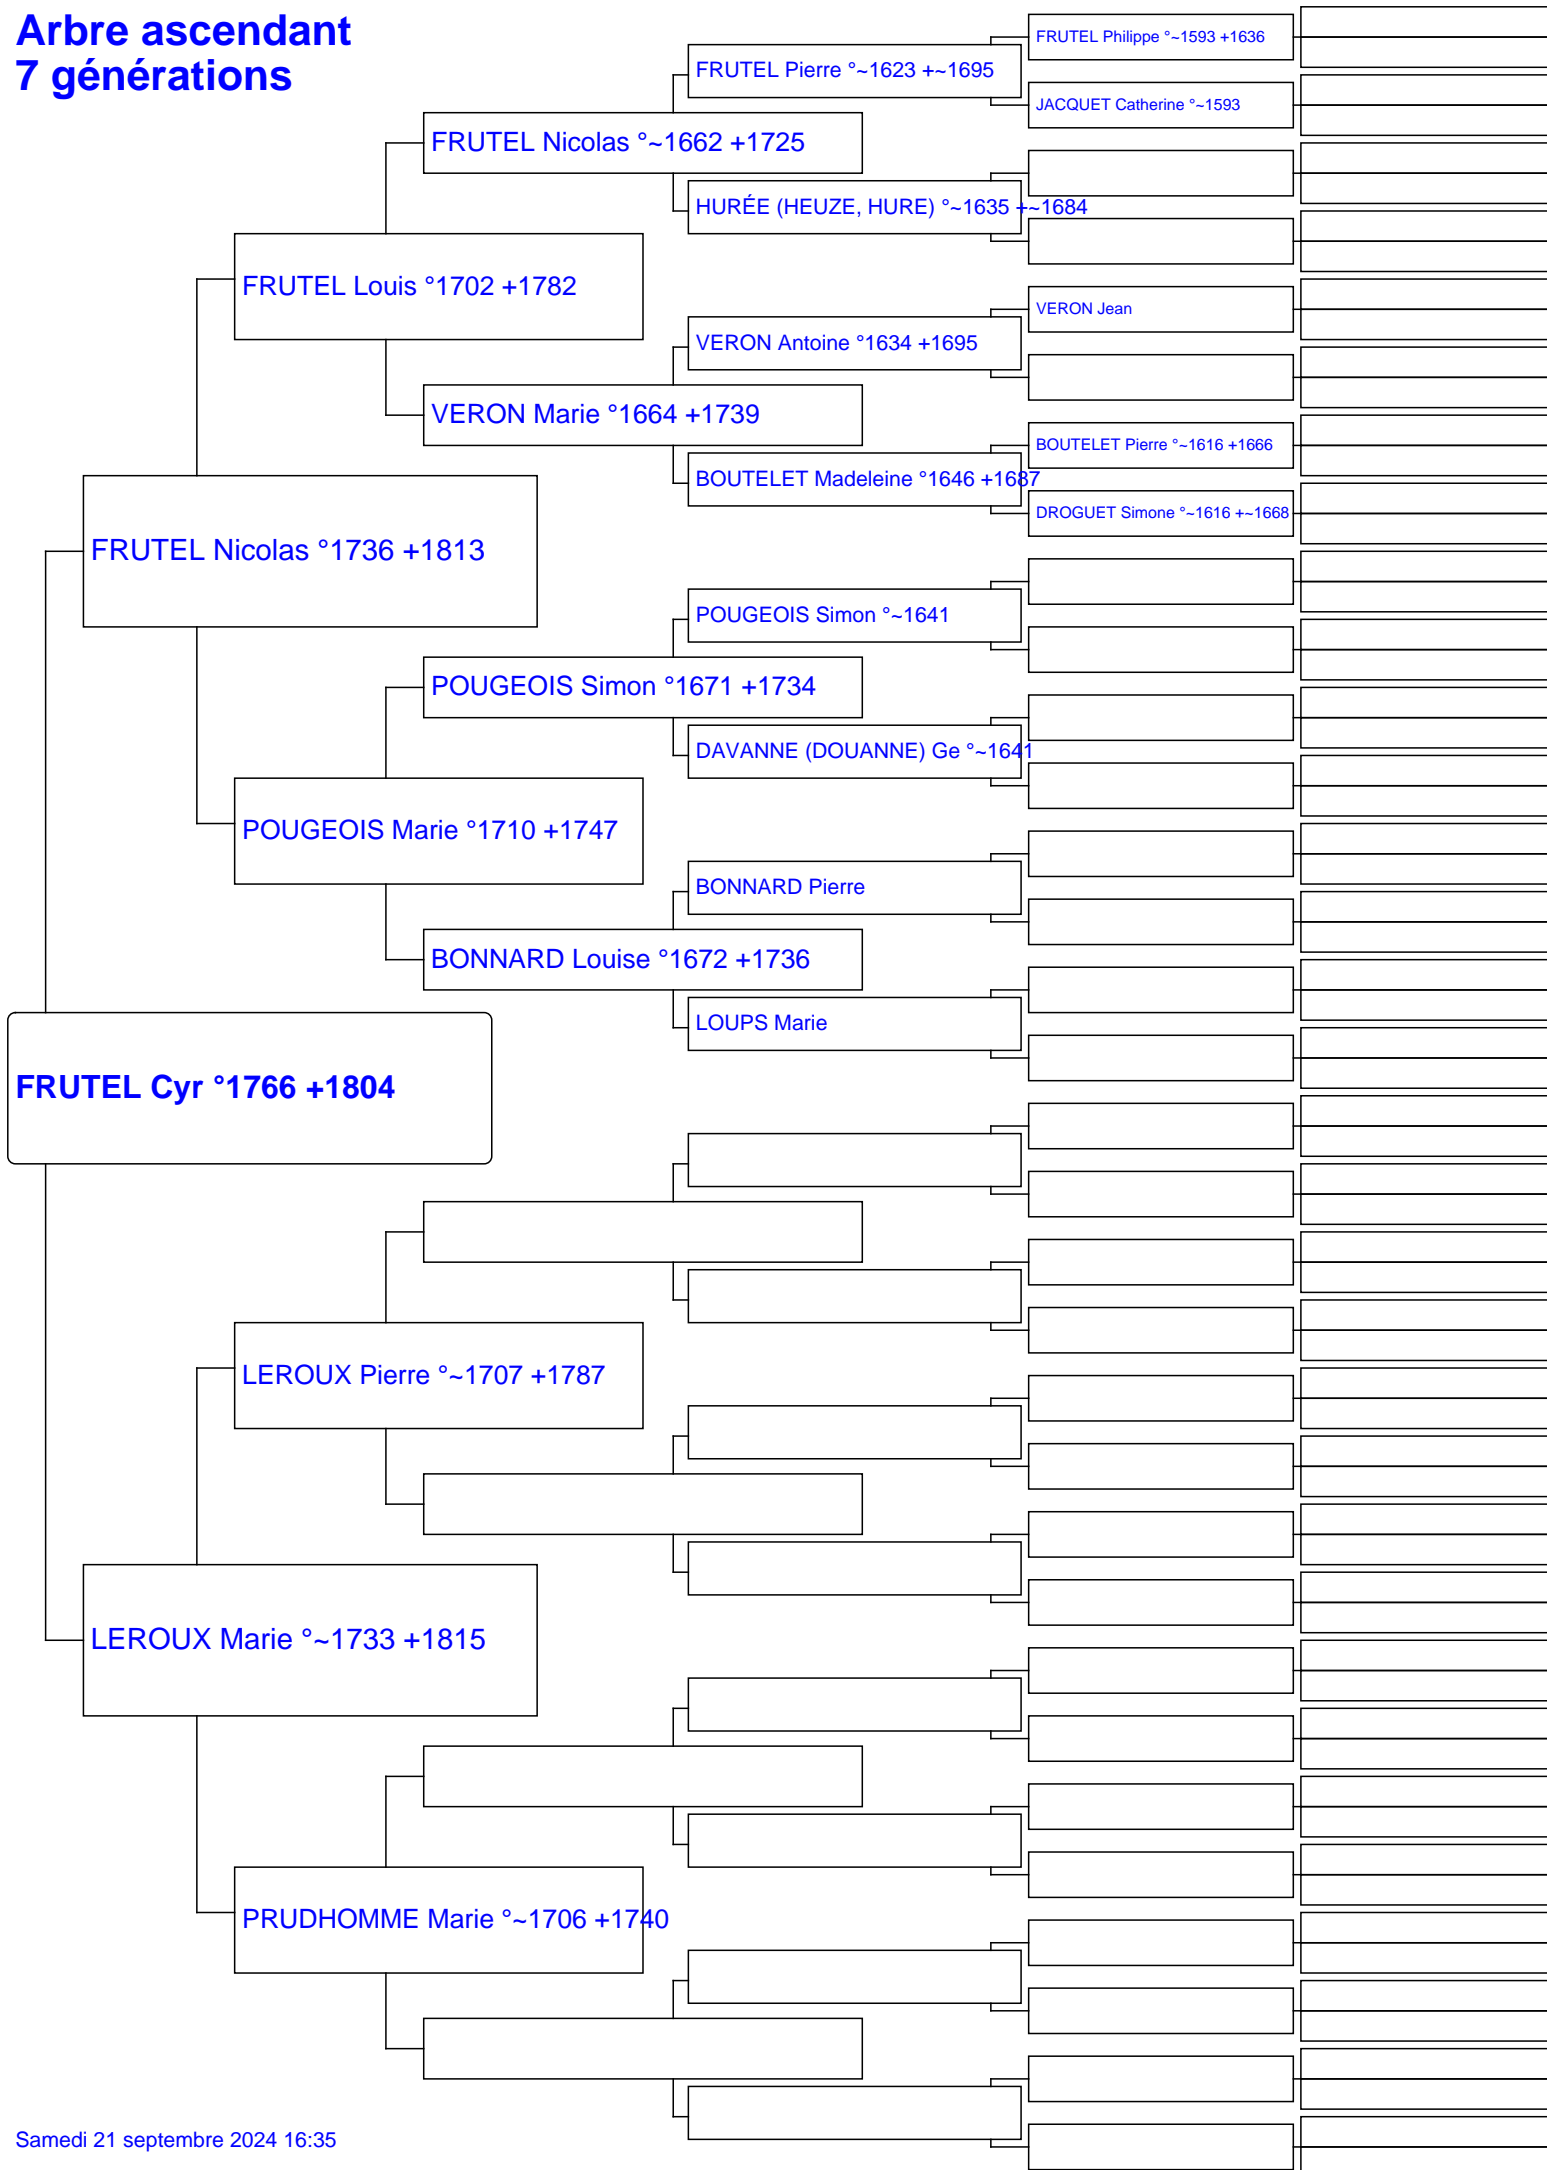 Arbre ascendant
7 générations
FRUTEL Philippe °~1593 +1636
FRUTEL Pierre °~1623 +~1695
JACQUET Catherine °~1593
FRUTEL Nicolas °~1662 +1725
HURÉE (HEUZE, HURE) °~1635 +~1684
FRUTEL Louis °1702 +1782
VERON Jean
VERON Antoine °1634 +1695
VERON Marie °1664 +1739
BOUTELET Pierre °~1616 +1666
BOUTELET Madeleine °1646 +1687
DROGUET Simone °~1616 +~1668
FRUTEL Nicolas °1736 +1813
POUGEOIS Simon °~1641
POUGEOIS Simon °1671 +1734
DAVANNE (DOUANNE) Ge °~1641
POUGEOIS Marie °1710 +1747
BONNARD Pierre
BONNARD Louise °1672 +1736
LOUPS Marie
FRUTEL Cyr °1766 +1804
LEROUX Pierre °~1707 +1787
LEROUX Marie °~1733 +1815
PRUDHOMME Marie °~1706 +1740
Samedi 21 septembre 2024 16:35